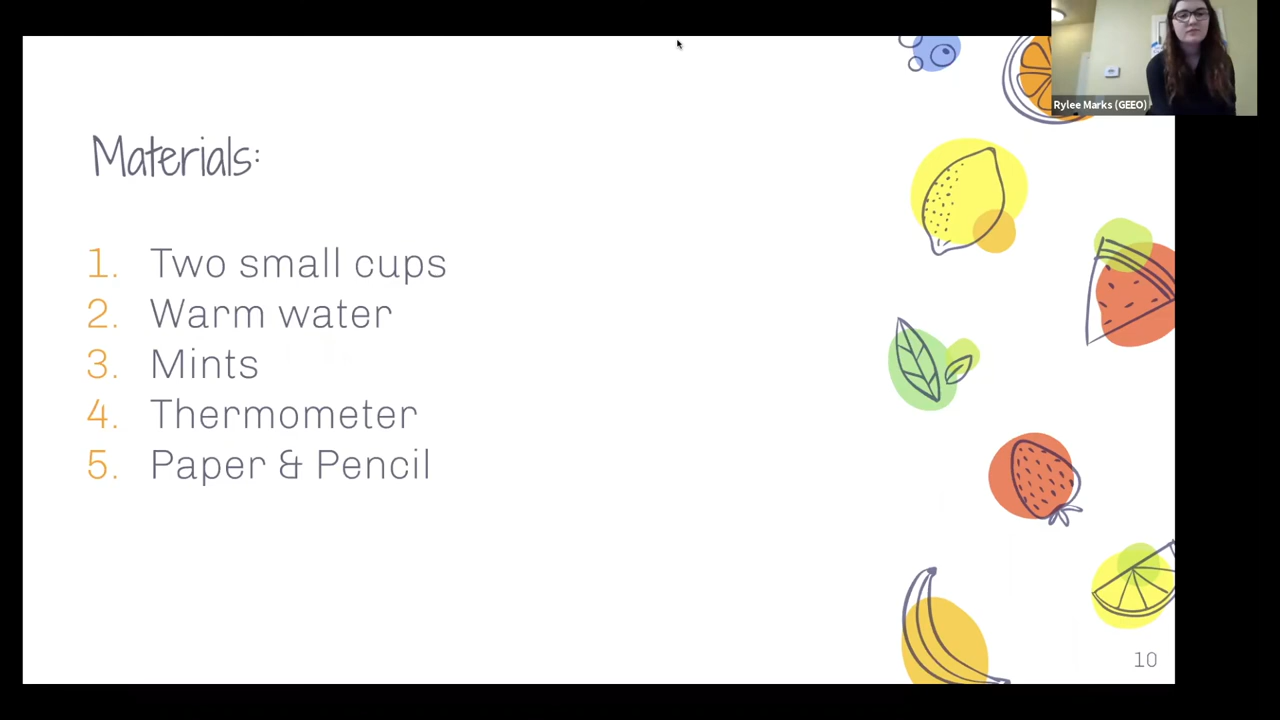 Rylee Marks (GEEO)
Materials:
1. Two small cups
2. Warm water
3. Mints
4. Thermometer
5. Paper & Pencil
10